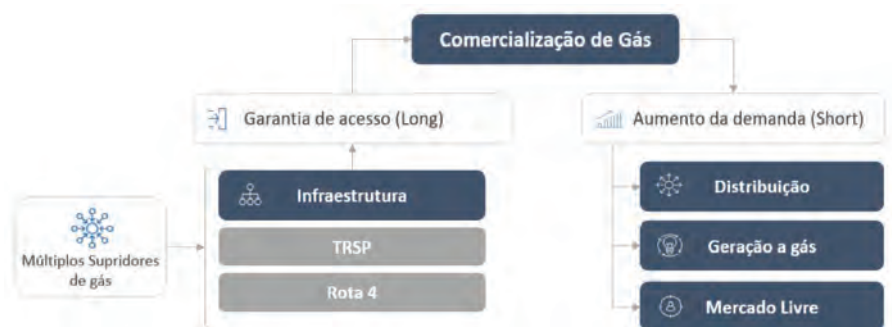 Comercialização de Gás
Garantia de acesso (Long)
Aumento da demanda (Short)
Infraestrutura
TRSP
Rota 4
Múltiplos Supridores
de gás
Distribuição
Geração a gás
Mercado Livre